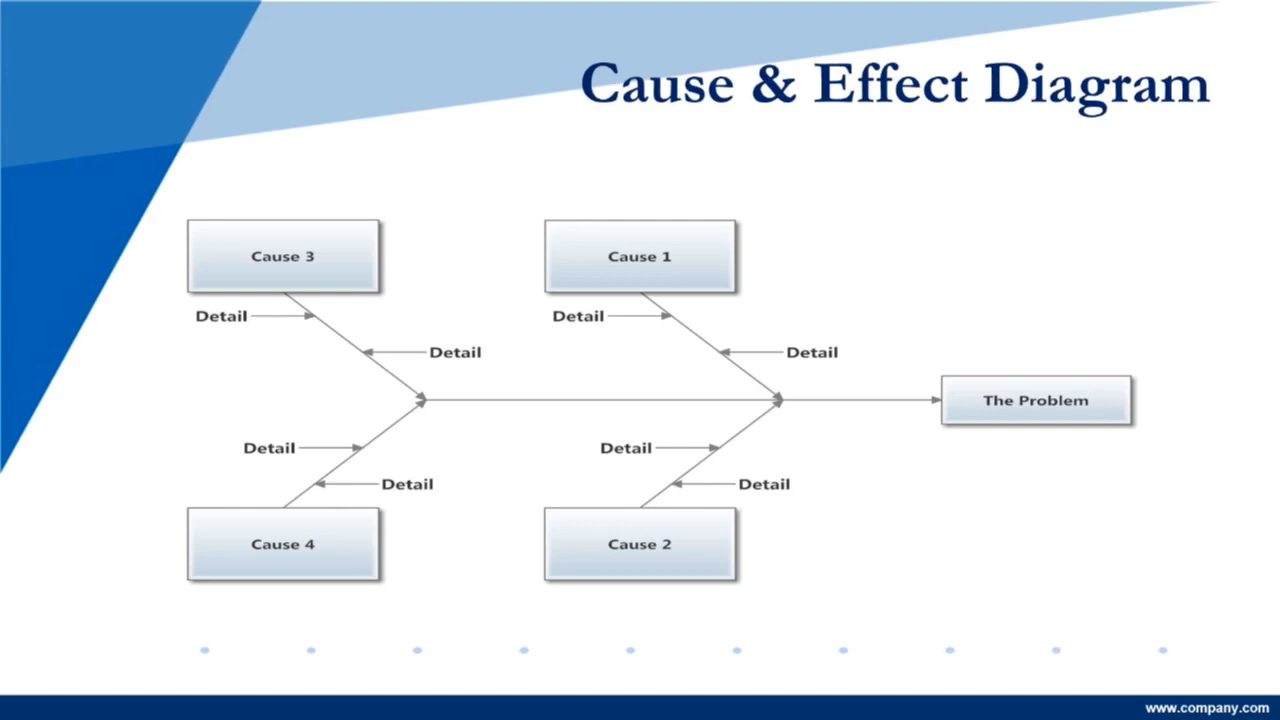 Cause & Effect Diagram
Cause 3
Cause 1
Detail
Detail
Detail
Detail
The Problem
Detail
Detail
Detail
Detail
Cause 4
Cause 2
www.company.com